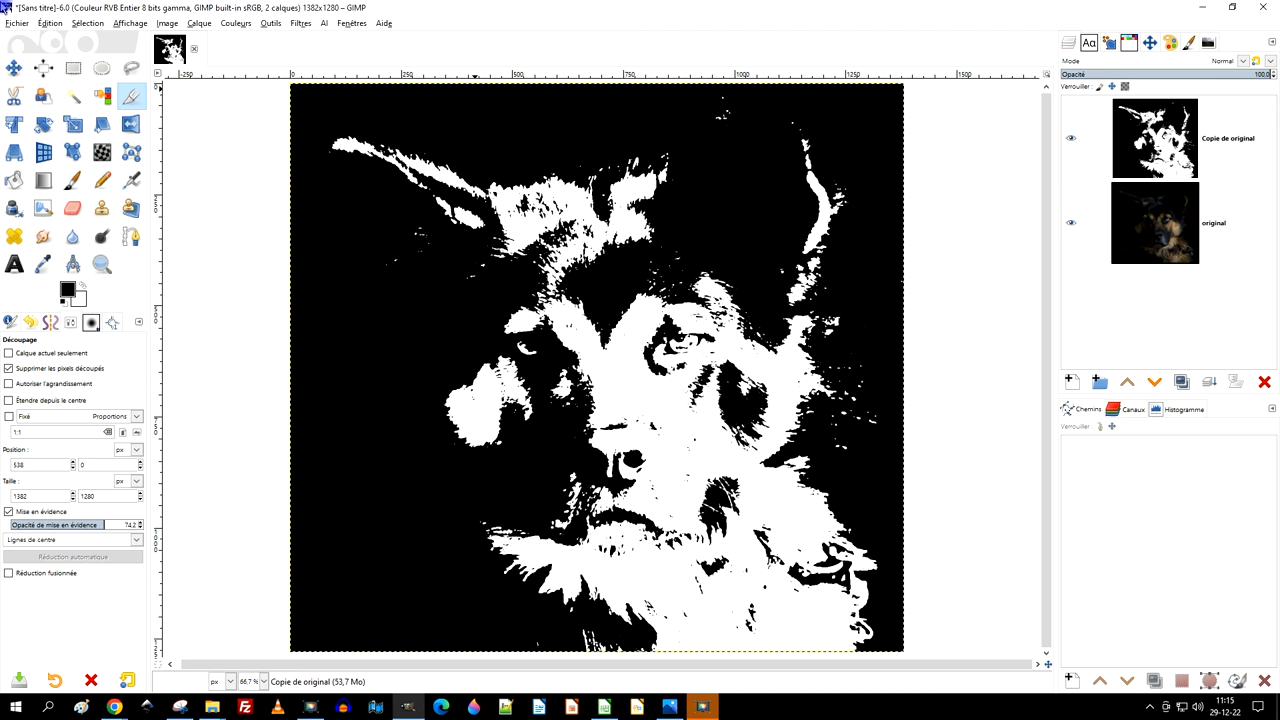 *[Sans titre]-6.0 (Couleur RVB Entier 8 bits gamma, GIMP built-in sRGB, 2 calques) 1382x1280 – GIMP
Fichier Édition Sélection Affichage Image Calque Couleurs Outils Filtres AI Fenêtres Aide
-250 0 250 500 750 1000 1250 1500
Mode Normal
Opacité 100,0
Verrouiller :
Copie de original
original
Découpage
Calque actuel seulement
Supprimer les pixels découpés
Autoriser l'agrandissement
Étendre depuis le centre
Fixé Proportions
1:1
Position : px
538 0
Taille : px
1382 1280
Mise en évidence
Opacité de mise en évidence 74,2
Lignes de centre
Réduction automatique
Réduction fusionnée
Chemins Canaux Histogramme
Verrouiller :
px 66,7 % Copie de original (53,7 Mo)
11:15
29-12-22